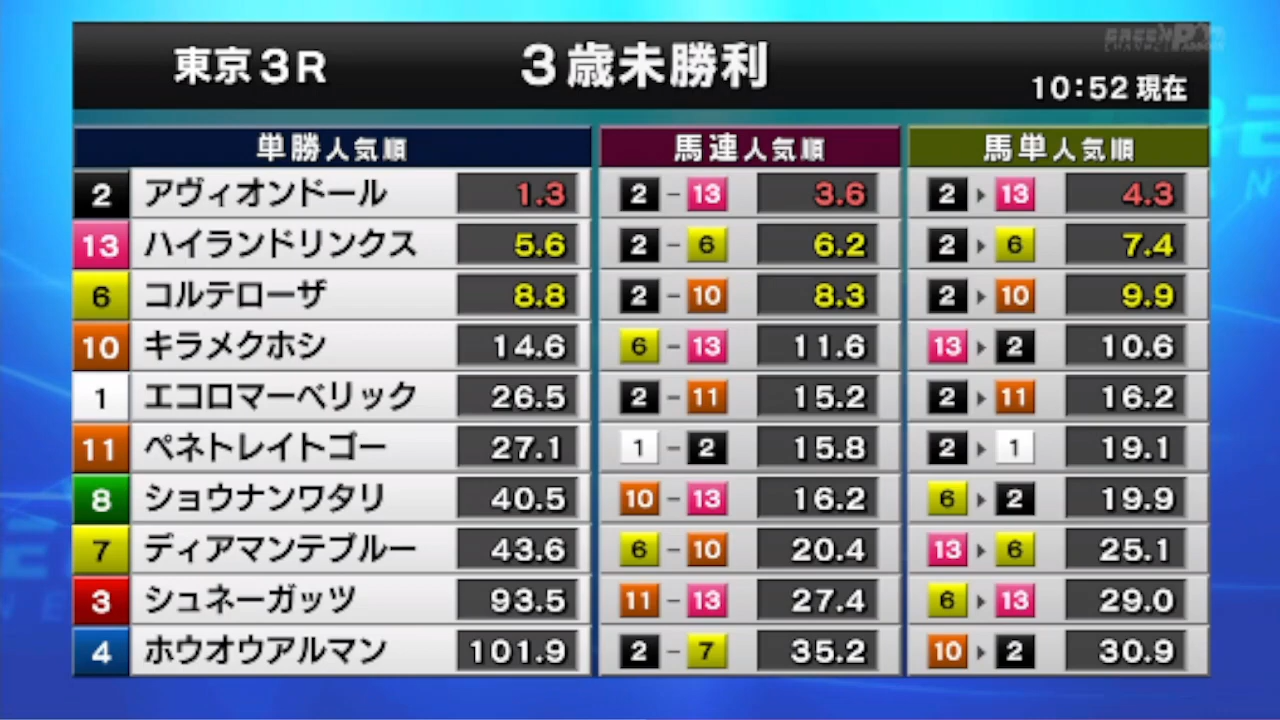 東京3R 3歳未勝利 10:52現在
GREEN CHANNEL
単勝人気順 馬連人気順 馬単人気順
2 アヴィオンドール 1.3 2-13 3.6 2▸13 4.3
13 ハイランドリンクス 5.6 2-6 6.2 2▸6 7.4
6 コルテローザ 8.8 2-10 8.3 2▸10 9.9
10 キラメクホシ 14.6 6-13 11.6 13▸2 10.6
1 エコロマーベリック 26.5 2-11 15.2 2▸11 16.2
11 ペネトレイトゴー 27.1 1-2 15.8 2▸1 19.1
8 ショウナンワタリ 40.5 10-13 16.2 6▸2 19.9
7 ディアマンテブルー 43.6 6-10 20.4 13▸6 25.1
3 シュネーガッツ 93.5 11-13 27.4 6▸13 29.0
4 ホウオウアルマン 101.9 2-7 35.2 10▸2 30.9